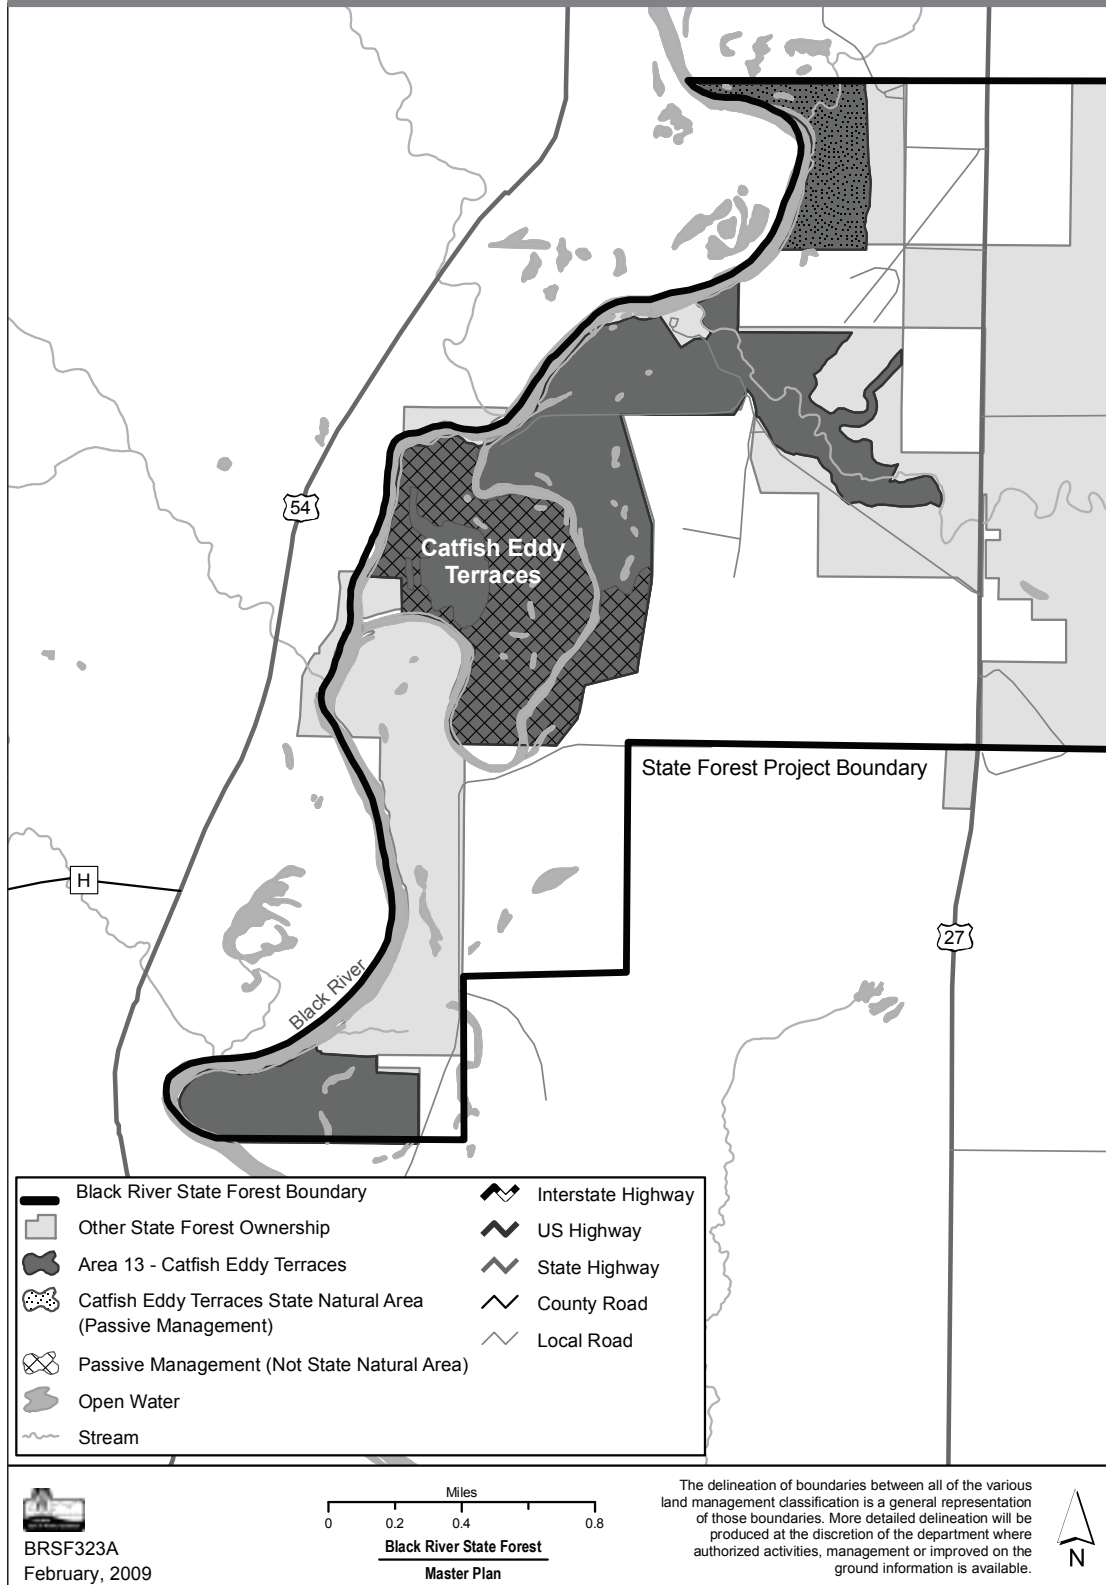 54
Catfish Eddy
Terraces
State Forest Project Boundary
H
27
Black River
Black River State Forest Boundary
Other State Forest Ownership
Area 13 - Catfish Eddy Terraces
Catfish Eddy Terraces State Natural Area
(Passive Management)
Passive Management (Not State Natural Area)
Open Water
Stream
Interstate Highway
US Highway
State Highway
County Road
Local Road
BRSF323A
February, 2009
Miles
0 0.2 0.4 0.8
Black River State Forest
Master Plan
The delineation of boundaries between all of the various
land management classification is a general representation
of those boundaries. More detailed delineation will be
produced at the discretion of the department where
authorized activities, management or improved on the
ground information is available.
N